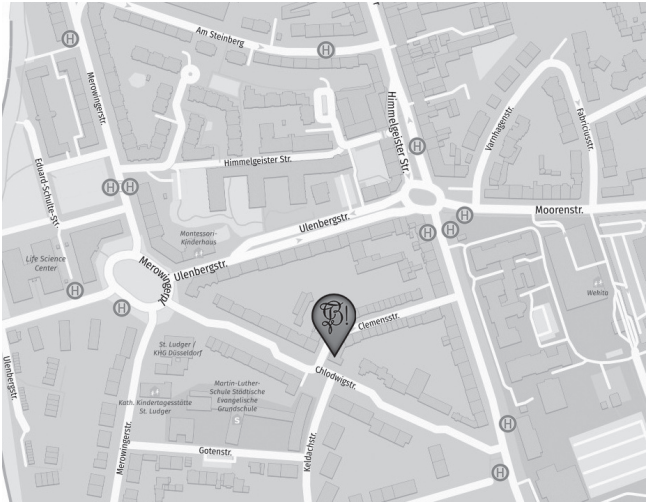 Am Steinberg
H
H
Merowingerstr.
Himmelgeister Str.
H
Varnhagenstr.
Fabriciusstr.
Himmelgeister Str.
Eduard-Schulte-Str.
H
H
Moorenstr.
H
Ulenbergstr.
H
H
Montessari-
Kinderhaus
Life Science
Center
Merowingerpl
Ulenbergstr.
H
H
Wekita
Clemensstr.
St. Ludger /
KHG Düsseldorf
Chlodwigstr.
Ulenbergstr.
Martin-Luther-
Schule Städtische
Evangelische
Grundschule
Kath. Kindertagesstätte
St. Ludger
S
H
Merowingerstr.
Gotenstr.
Keldachstr.
H